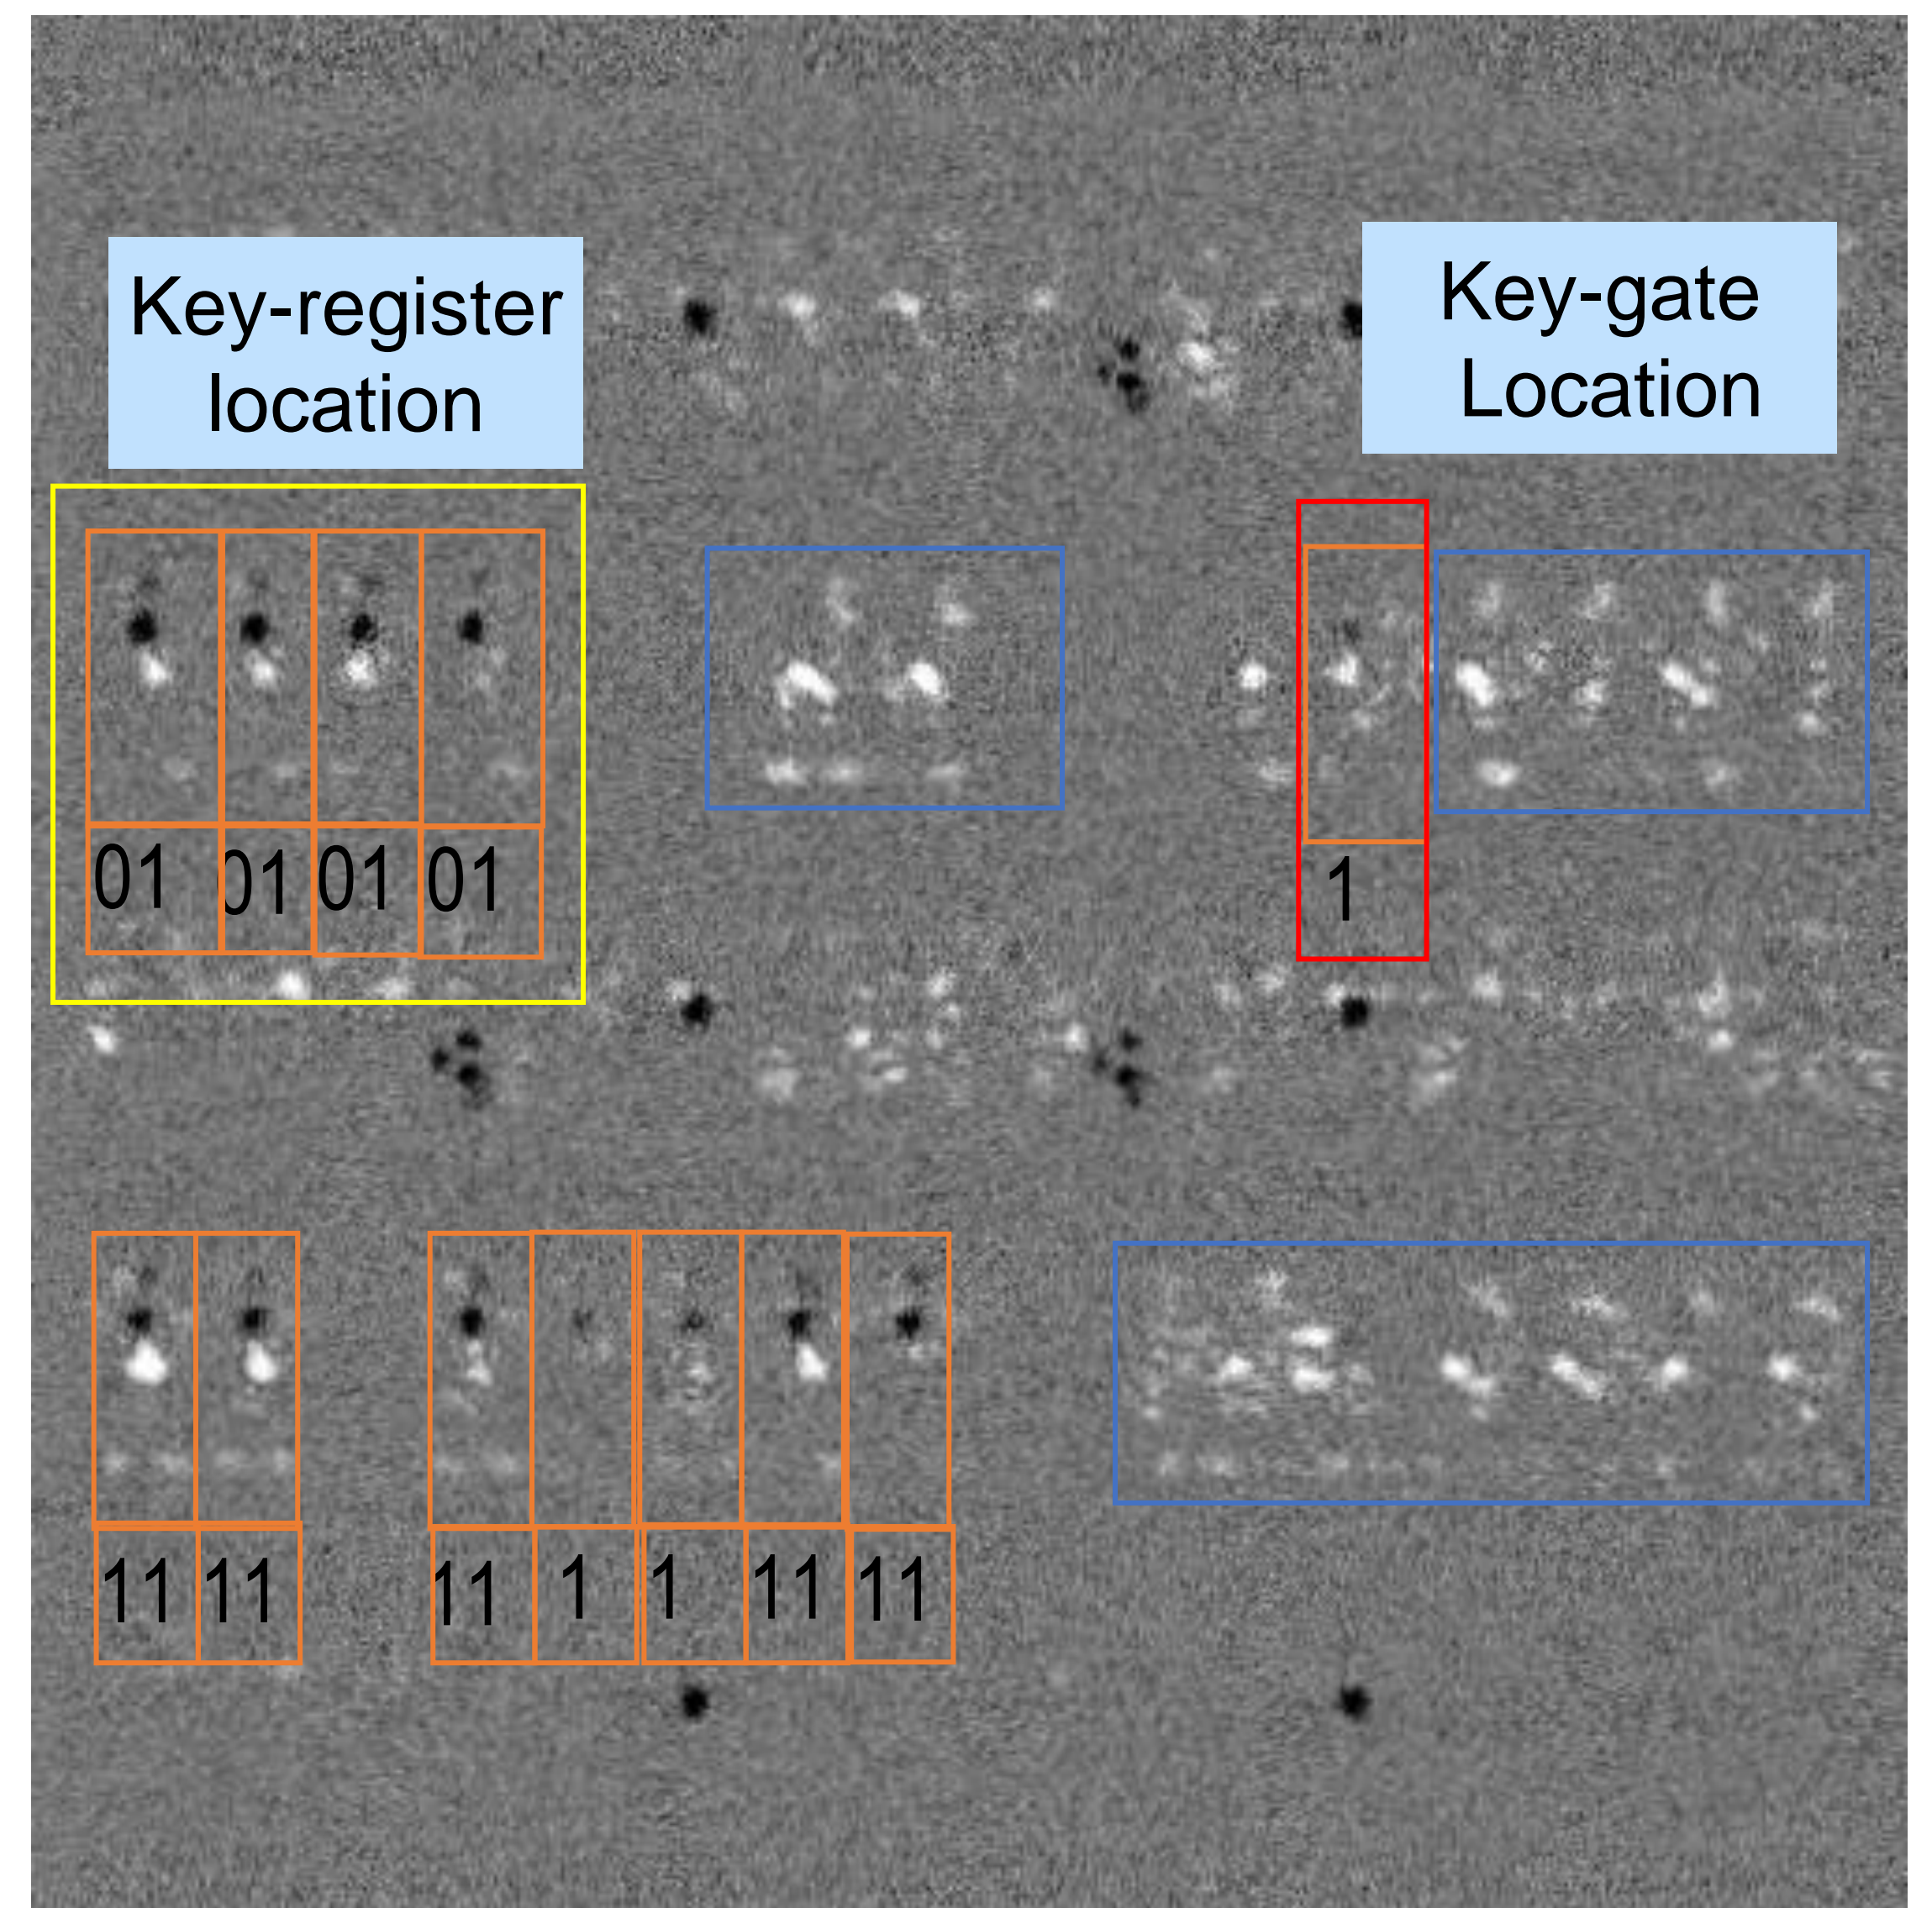 Key-register
location
Key-gate
Location
01 01 01 01
1
11 11 11 1 1 11 11